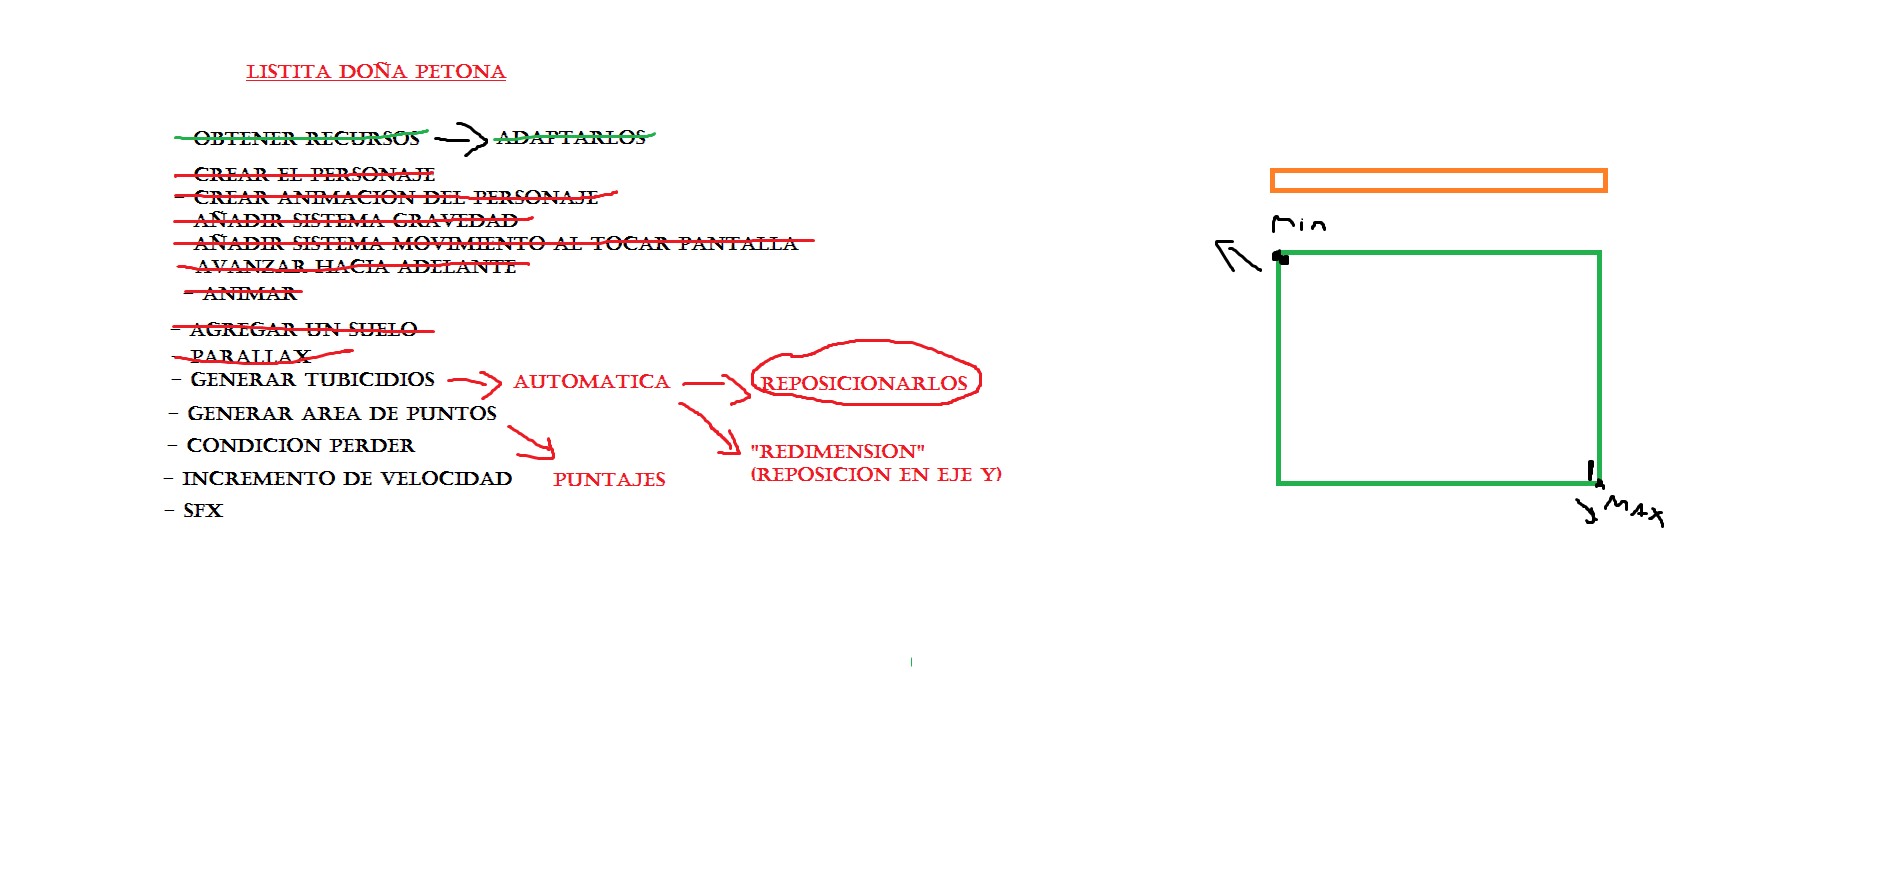 LISTITA DOÑA PETONA
- OBTENER RECURSOS
ADAPTARLOS
- CREAR EL PERSONAJE
- CREAR ANIMACION DEL PERSONAJE
- AÑADIR SISTEMA GRAVEDAD
- AÑADIR SISTEMA MOVIMIENTO AL TOCAR PANTALLA
- AVANZAR HACIA ADELANTE
- ANIMAR
- AGREGAR UN SUELO
- PARALLAX
- GENERAR TUBICIDIOS
AUTOMATICA
REPOSICIONARLOS
- GENERAR AREA DE PUNTOS
- CONDICION PERDER
"REDIMENSION"
(REPOSICION EN EJE Y)
- INCREMENTO DE VELOCIDAD
PUNTAJES
- SFX
min
MAX